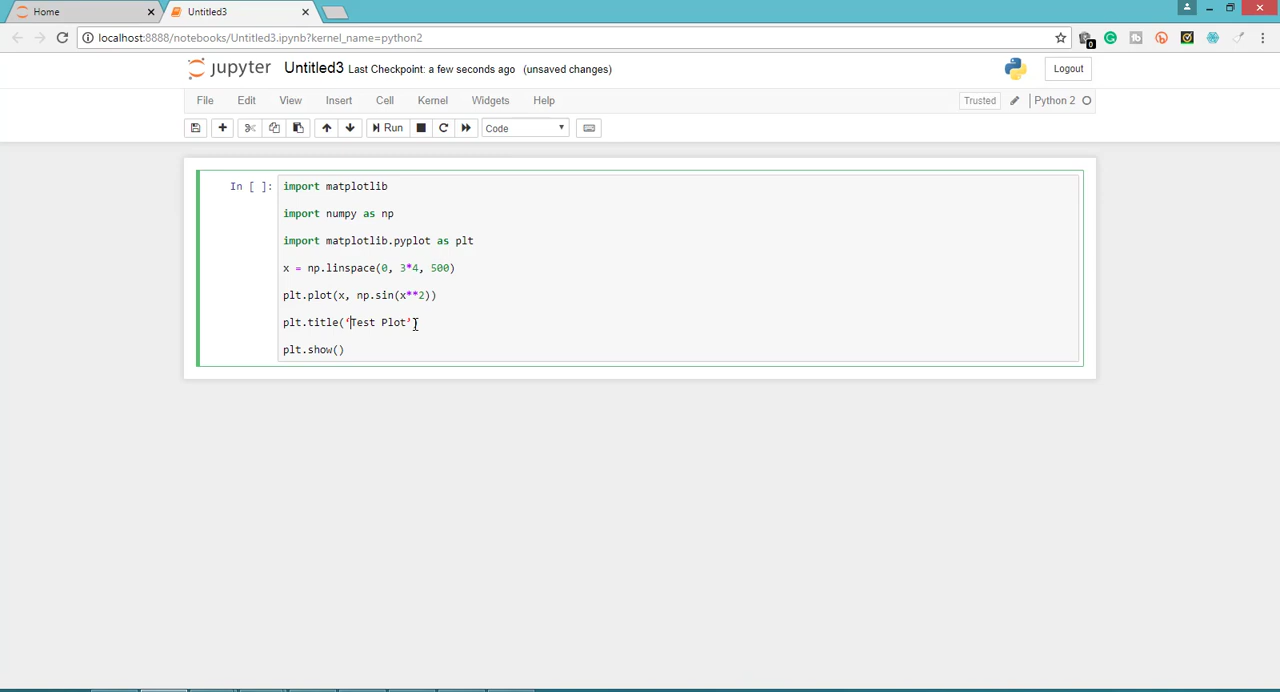 Home
Untitled3
localhost:8888/notebooks/Untitled3.ipynb?kernel_name=python2
0
jupyter Untitled3 Last Checkpoint: a few seconds ago (unsaved changes)
Logout
File Edit View Insert Cell Kernel Widgets Help
Trusted Python 2
Run Code
In [ ]: import matplotlib
import numpy as np
import matplotlib.pyplot as plt
x = np.linspace(0, 3*4, 500)
plt.plot(x, np.sin(x**2))
plt.title(‘Test Plot’
plt.show()